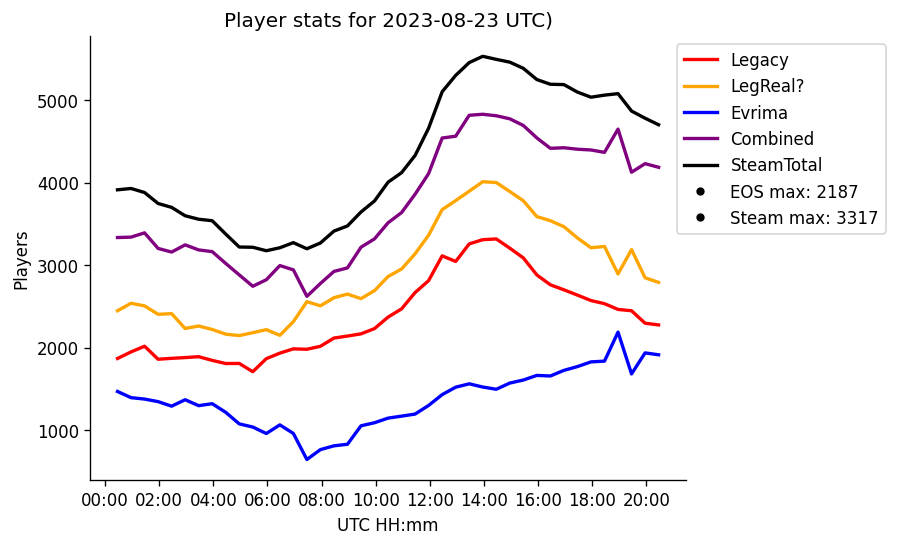 Player stats for 2023-08-23 UTC)
Legacy
LegReal?
Evrima
Combined
SteamTotal
EOS max: 2187
Steam max: 3317
Players
5000
4000
3000
2000
1000
00:00 02:00 04:00 06:00 08:00 10:00 12:00 14:00 16:00 18:00 20:00
UTC HH:mm